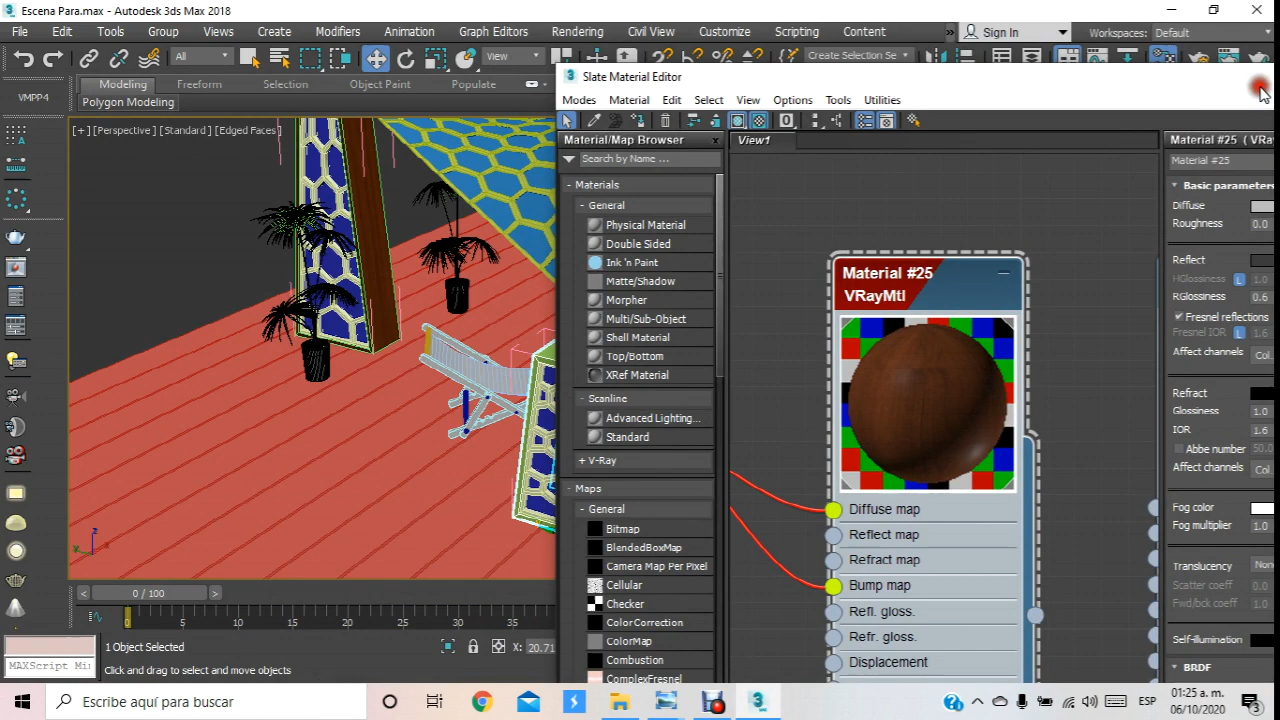 Escena Para.max - Autodesk 3ds Max 2018
File Edit Tools Group Views Create Modifiers Animation Graph Editors Rendering Civil View Customize Scripting Content » Sign In Workspaces: Default
All View Create Selection Se
VMPP4 Modeling Freeform Selection Object Paint Populate
Polygon Modeling
[+] [Perspective] [Standard] [Edged Faces]
Slate Material Editor
Modes Material Edit Select View Options Tools Utilities
Material/Map Browser
Search by Name ...
- Materials
- General
Physical Material
Double Sided
Ink 'n Paint
Matte/Shadow
Morpher
Multi/Sub-Object
Shell Material
Top/Bottom
XRef Material
- Scanline
Advanced Lighting...
Standard
+ V-Ray
- Maps
- General
Bitmap
BlendedBoxMap
Camera Map Per Pixel
Cellular
Checker
ColorCorrection
ColorMap
Combustion
ComplexFresnel
View1
Material #25
VRayMtl
Diffuse map
Reflect map
Refract map
Bump map
Refl. gloss.
Refr. gloss.
Displacement
Material #25 ( VRay
Material #25
Basic parameters
Diffuse
Roughness 0.0
Reflect
HGlossiness L 1.0
RGlossiness 0.6
Fresnel reflections
Fresnel IOR L 1.6
Affect channels Col.
Refract
Glossiness 1.0
IOR 1.6
Abbe number 50.0
Affect channels Col.
Fog color
Fog multiplier 1.0
Translucency Non
Scatter coeff 0.0
Fwd/bck coeff 1.0
Self-illumination
BRDF
z
x
y
< 0 / 100 >
0 5 10 15 20 25 30 35
1 Object Selected X: 20.71
MAXScript Mi Click and drag to select and move objects
Escribe aquí para buscar
ESP
01:25 a. m.
06/10/2020
3